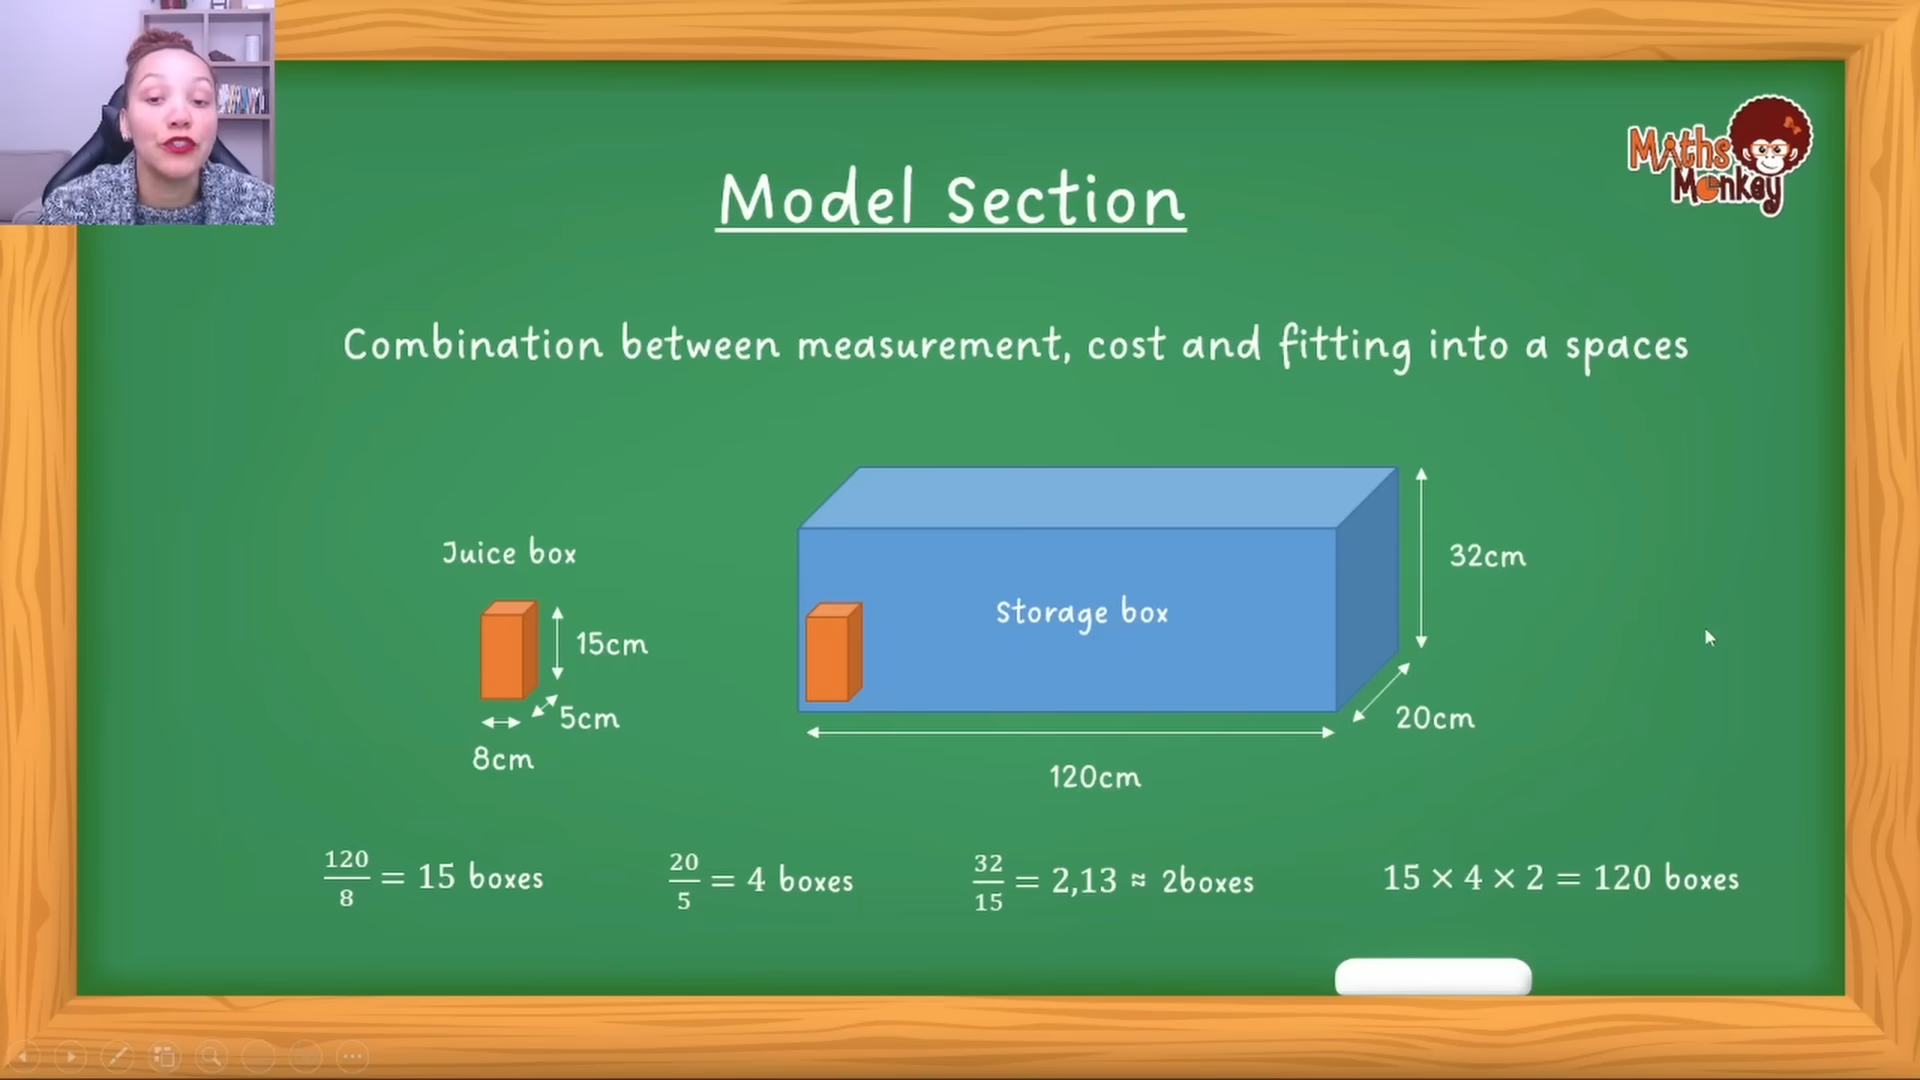 Maths
Monkey
Model Section
Combination between measurement, cost and fitting into a spaces
Juice box
15cm
5cm
8cm
Storage box
32cm
20cm
120cm
120/8 = 15 boxes
20/5 = 4 boxes
32/15 = 2,13 ≈ 2boxes
15 × 4 × 2 = 120 boxes